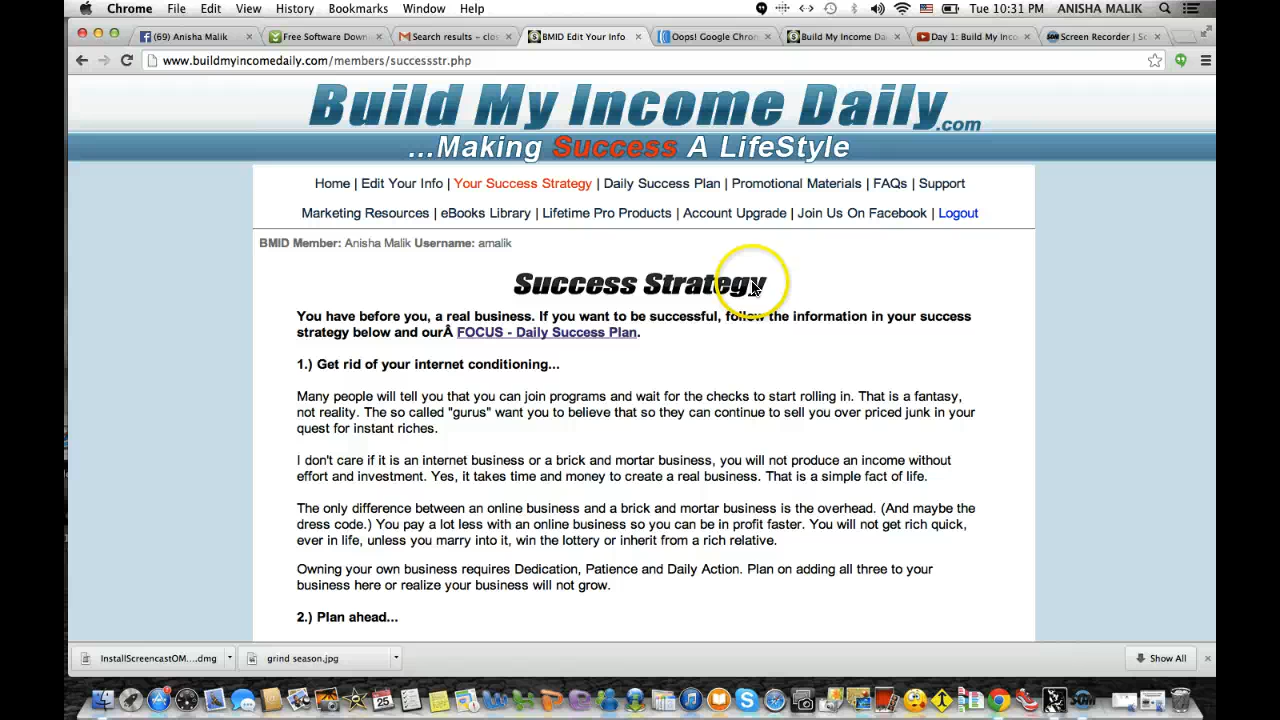 Chrome File Edit View History Bookmarks Window Help Tue 10:31 PM ANISHA MALIK
(69) Anisha Malik Free Software Down Search results – clos BMID Edit Your Info Oops! Google Chron Build My Income Da Day 1: Build My Inco Screen Recorder | So
www.buildmyincomedaily.com/members/successstr.php
Build My Income Daily.com
...Making Success A LifeStyle
Home | Edit Your Info | Your Success Strategy | Daily Success Plan | Promotional Materials | FAQs | Support
Marketing Resources | eBooks Library | Lifetime Pro Products | Account Upgrade | Join Us On Facebook | Logout
BMID Member: Anisha Malik Username: amalik
Success Strategy
You have before you, a real business. If you want to be successful, follow the information in your success
strategy below and ourÂ FOCUS - Daily Success Plan.
1.) Get rid of your internet conditioning...
Many people will tell you that you can join programs and wait for the checks to start rolling in. That is a fantasy,
not reality. The so called "gurus" want you to believe that so they can continue to sell you over priced junk in your
quest for instant riches.
I don't care if it is an internet business or a brick and mortar business, you will not produce an income without
effort and investment. Yes, it takes time and money to create a real business. That is a simple fact of life.
The only difference between an online business and a brick and mortar business is the overhead. (And maybe the
dress code.) You pay a lot less with an online business so you can be in profit faster. You will not get rich quick,
ever in life, unless you marry into it, win the lottery or inherit from a rich relative.
Owning your own business requires Dedication, Patience and Daily Action. Plan on adding all three to your
business here or realize your business will not grow.
2.) Plan ahead...
InstallScreencastOM....dmg grind season.jpg Show All
25